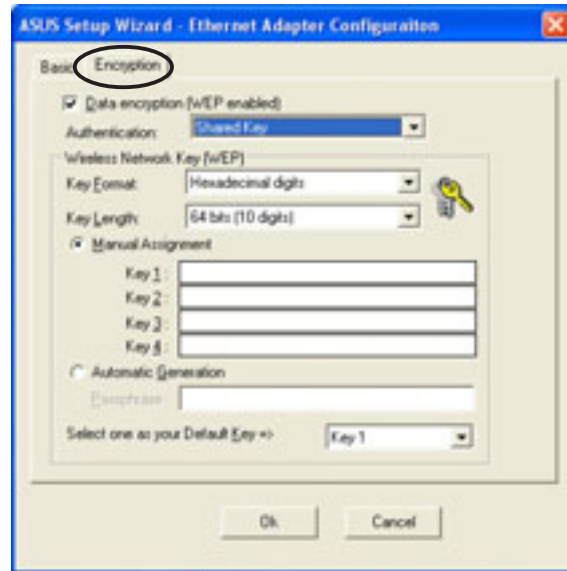 ASUS Setup Wizard - Ethernet Adapter Configuraiton
Basic Encryption
Data encryption (WEP enabled)
Authentication: Shared Key
Wireless Network Key (WEP)
Key Format: Hexadecimal digits
Key Length: 64 bits (10 digits)
Manual Assignment
Key 1 :
Key 2 :
Key 3 :
Key 4 :
Automatic Generation
Passphrase
Select one as your Default Key => Key 1
Ok Cancel